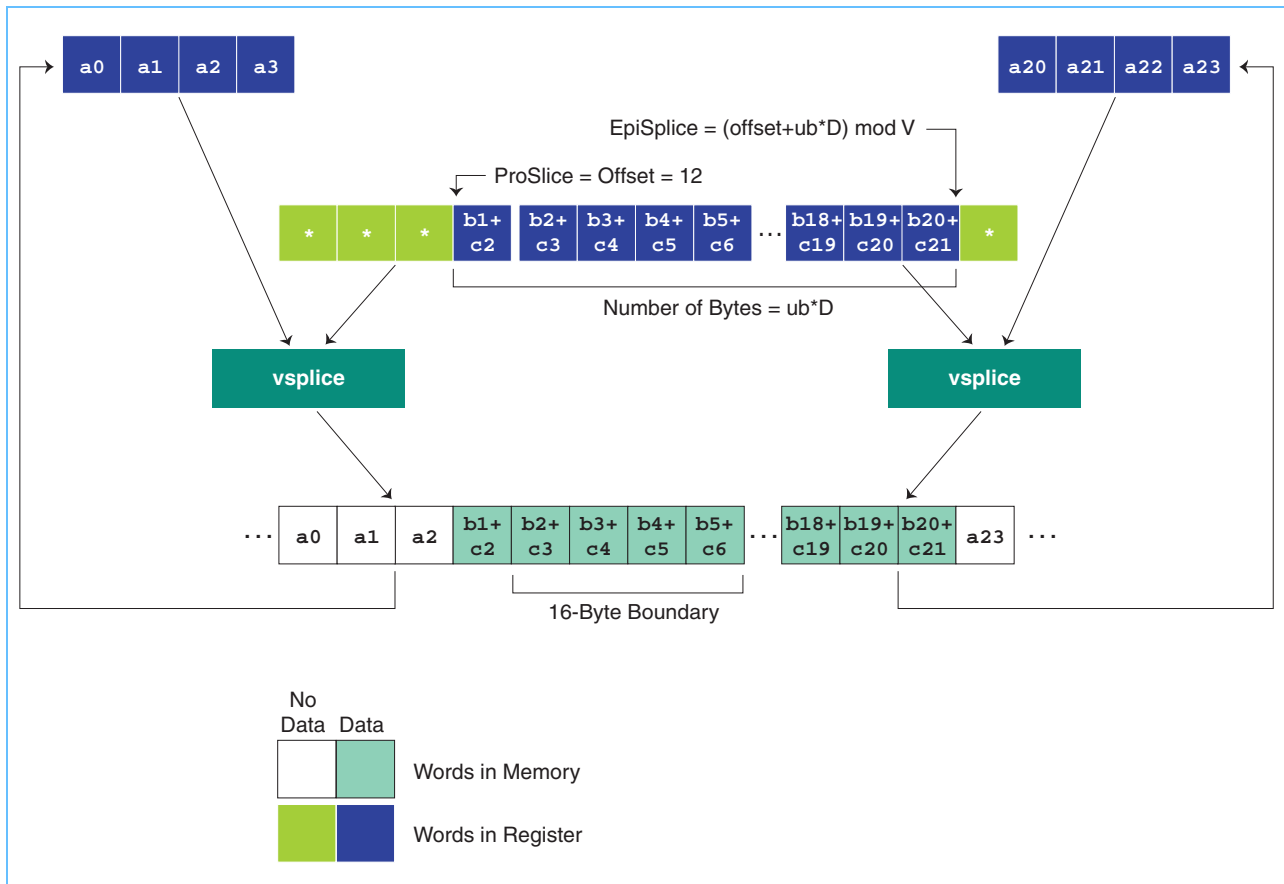 a0 a1 a2 a3
a20 a21 a22 a23
EpiSplice = (offset+ub*D) mod V
ProSlice = Offset = 12
* * * b1+ b2+ b3+ b4+ b5+ ... b18+ b19+ b20+ *
c2 c3 c4 c5 c6 c19 c20 c21
Number of Bytes = ub*D
vsplice
vsplice
... a0 a1 a2 b1+ b2+ b3+ b4+ b5+ ... b18+ b19+ b20+ a23 ...
c2 c3 c4 c5 c6 c19 c20 c21
16-Byte Boundary
No
Data Data
Words in Memory
Words in Register